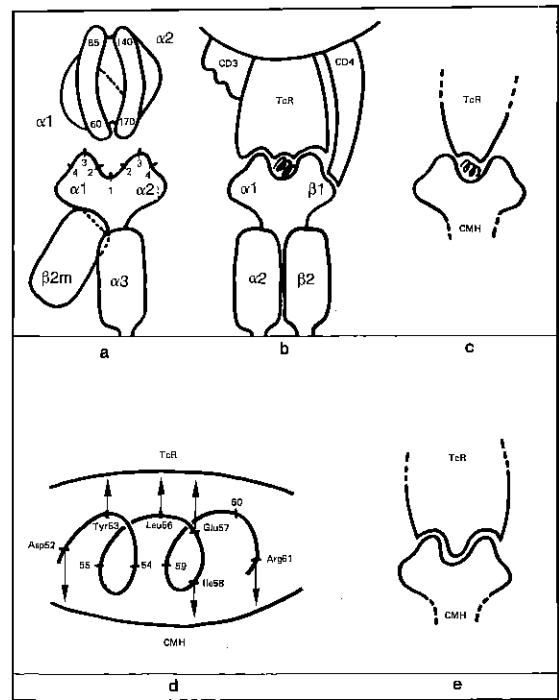 85 140 α2
α1
60 170
4 3 2 1 2 3 4
α1 α2
β2m
α3
a
CD3
CD4
TcR
α1 β1
α2 β2
b
TcR
CMH
c
TcR
60
Asp52 Tyr53 Leu56 Glu57
55 54 59 Arg61
Ile58
CMH
d
TcR
CMH
e